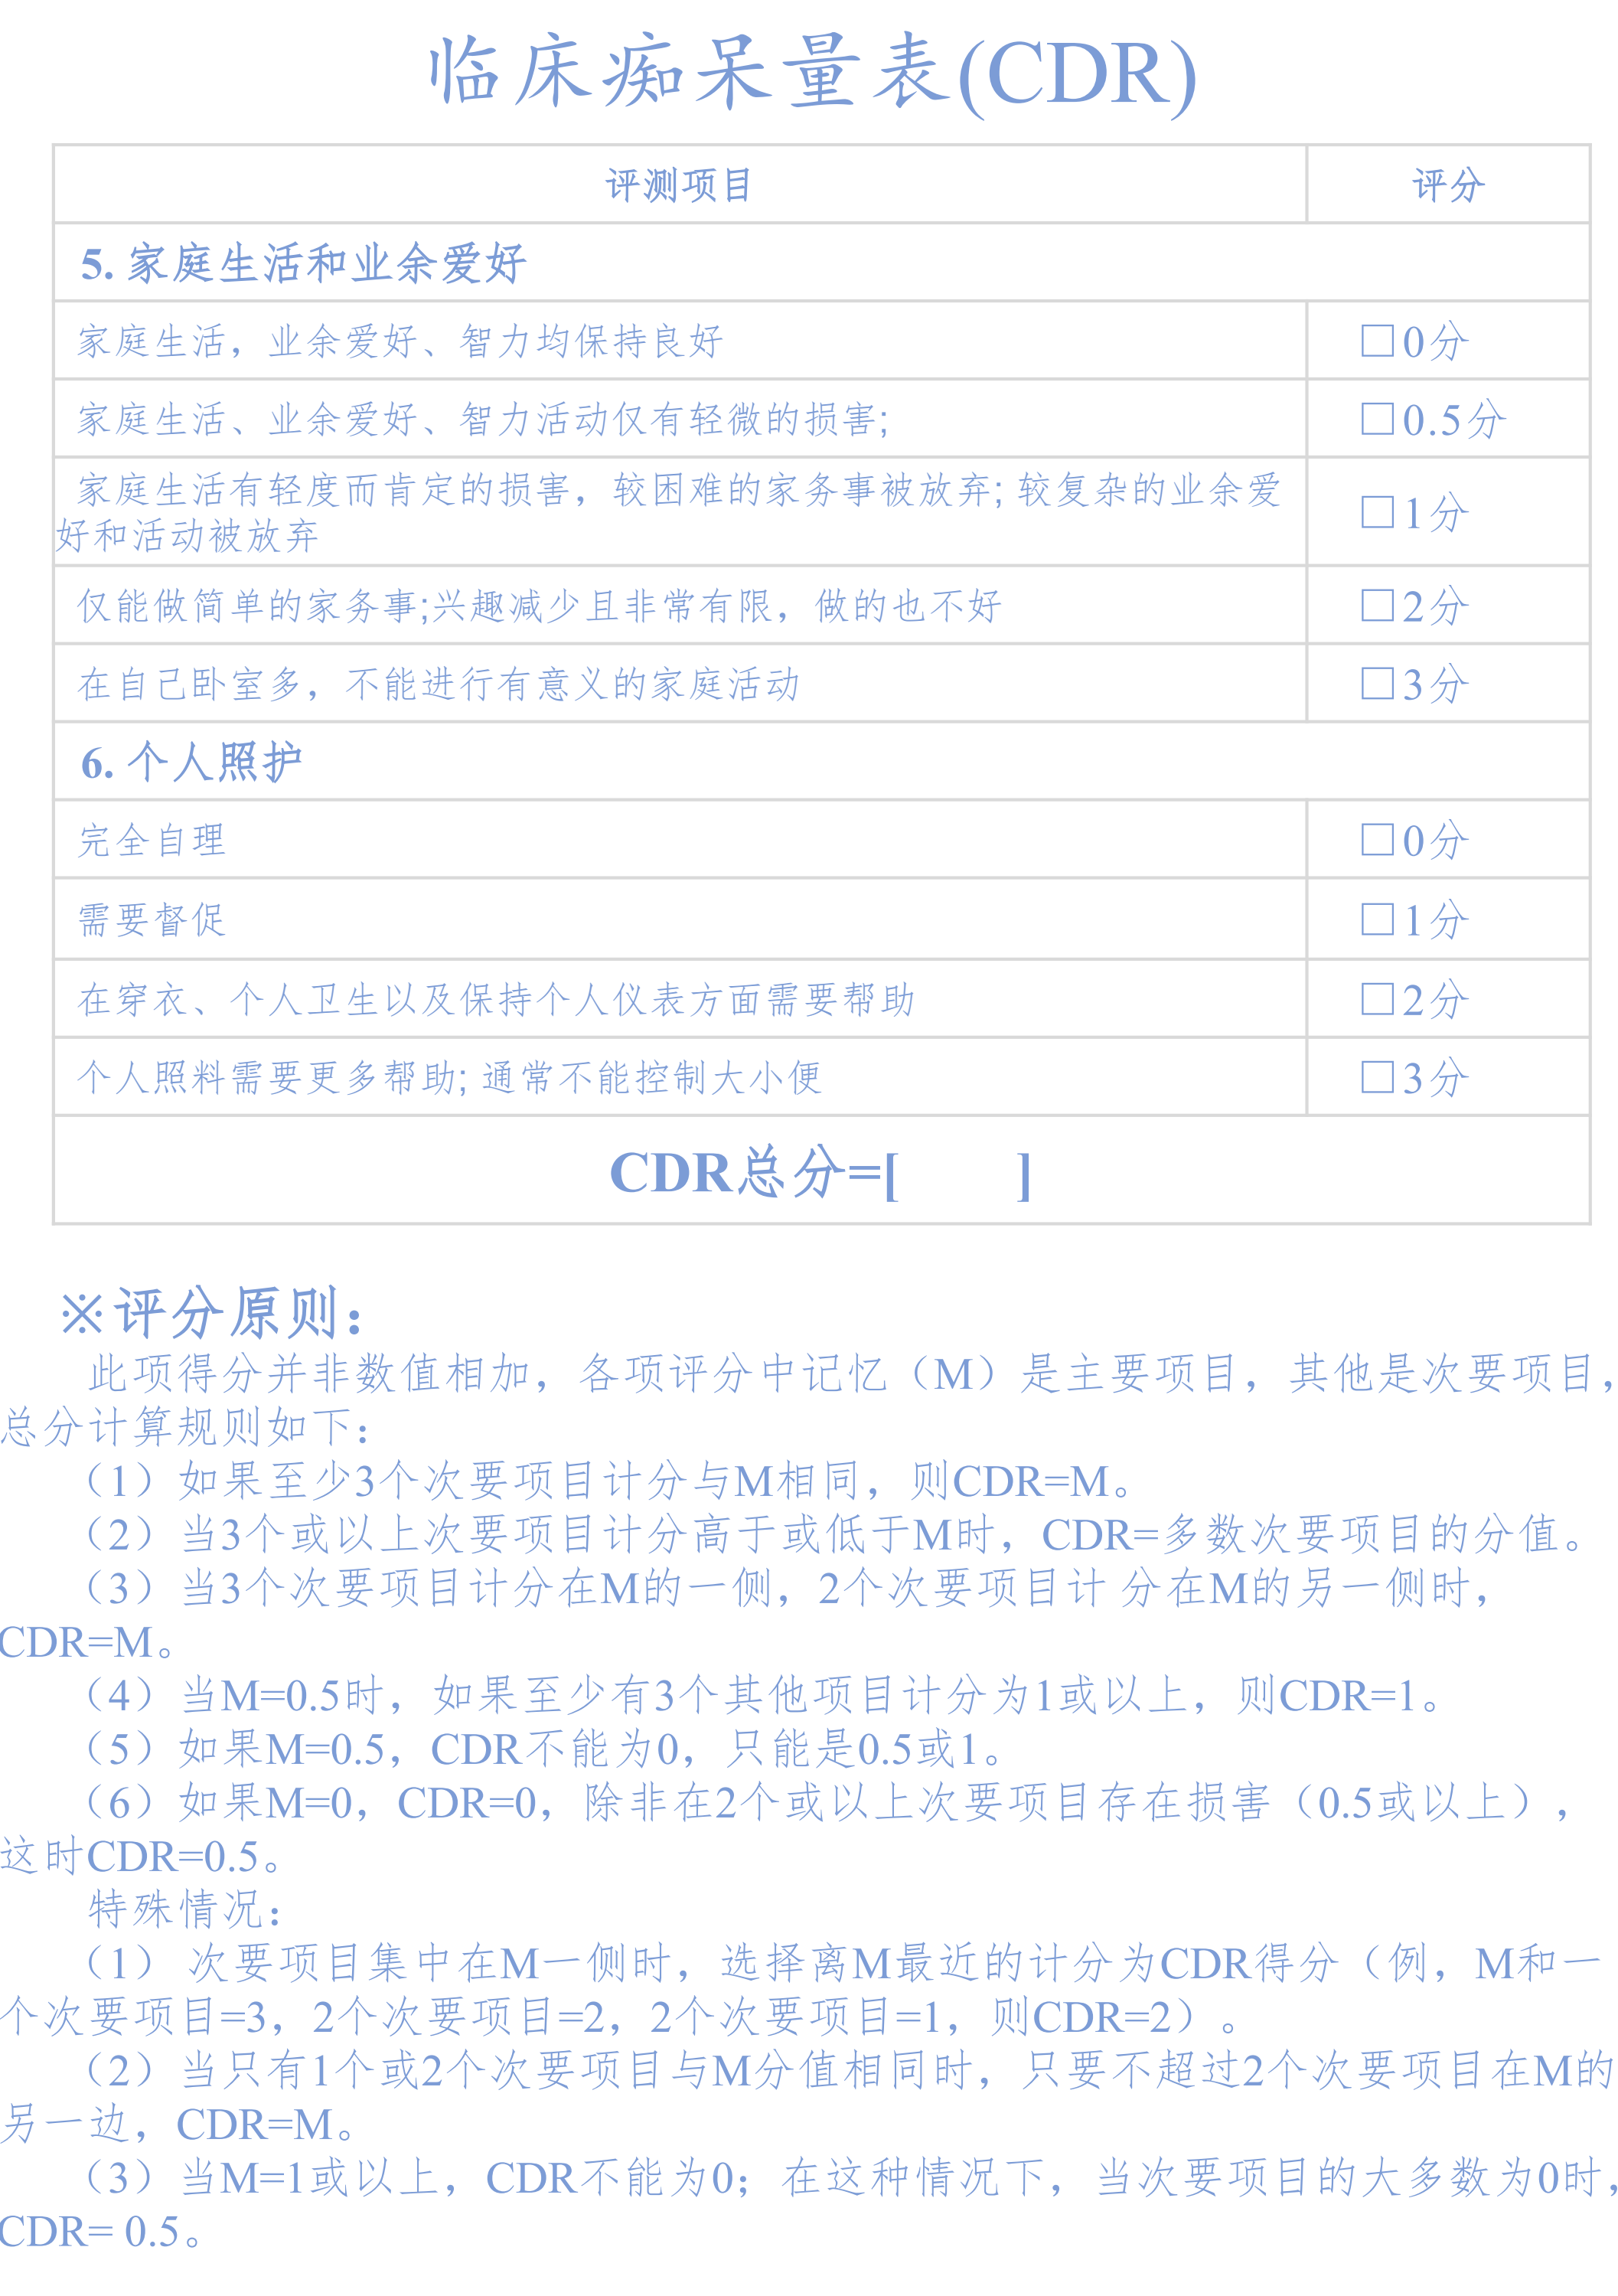 临床痴呆量表(CDR)
评测项目
评分
5. 家庭生活和业余爱好
家庭生活，业余爱好、智力均保持良好
□0分
家庭生活、业余爱好、智力活动仅有轻微的损害;
□0.5分
家庭生活有轻度而肯定的损害，较困难的家务事被放弃; 较复杂的业余爱
好和活动被放弃
□1分
仅能做简单的家务事;兴趣减少且非常有限，做的也不好
□2分
在自己卧室多，不能进行有意义的家庭活动
□3分
6. 个人照护
完全自理
□0分
需要督促
□1分
在穿衣、个人卫生以及保持个人仪表方面需要帮助
□2分
个人照料需要更多帮助; 通常不能控制大小便
□3分
CDR总分=[ ]
※评分原则：
此项得分并非数值相加，各项评分中记忆（M）是主要项目，其他是次要项目，
总分计算规则如下：
（1）如果至少3个次要项目计分与M相同，则CDR=M。
（2）当3个或以上次要项目计分高于或低于M时，CDR=多数次要项目的分值。
（3）当3个次要项目计分在M的一侧，2个次要项目计 分在M的另一侧时，
CDR=M。
（4）当M=0.5时，如果至少有3个其他项目计分为1或以上，则CDR=1。
（5）如果M=0.5，CDR不能为0，只能是0.5或1。
（6）如果M=0，CDR=0，除非在2个或以上次要项目存在损害（0.5或以上），
这时CDR=0.5。
特殊情况：
（1） 次要项目集中在M一侧时，选择离M最近的计分为CDR得分（例，M和一
个次要项目=3，2个次要项目=2，2个次要项目=1，则CDR=2）。
（2）当只有1个或2个次要项目与M分值相同时，只要不超过2个次要项目在M的
另一边，CDR=M。
（3）当M=1或以上，CDR不能为0；在这种情况下，当次要项目的大多数为0时，
CDR= 0.5。